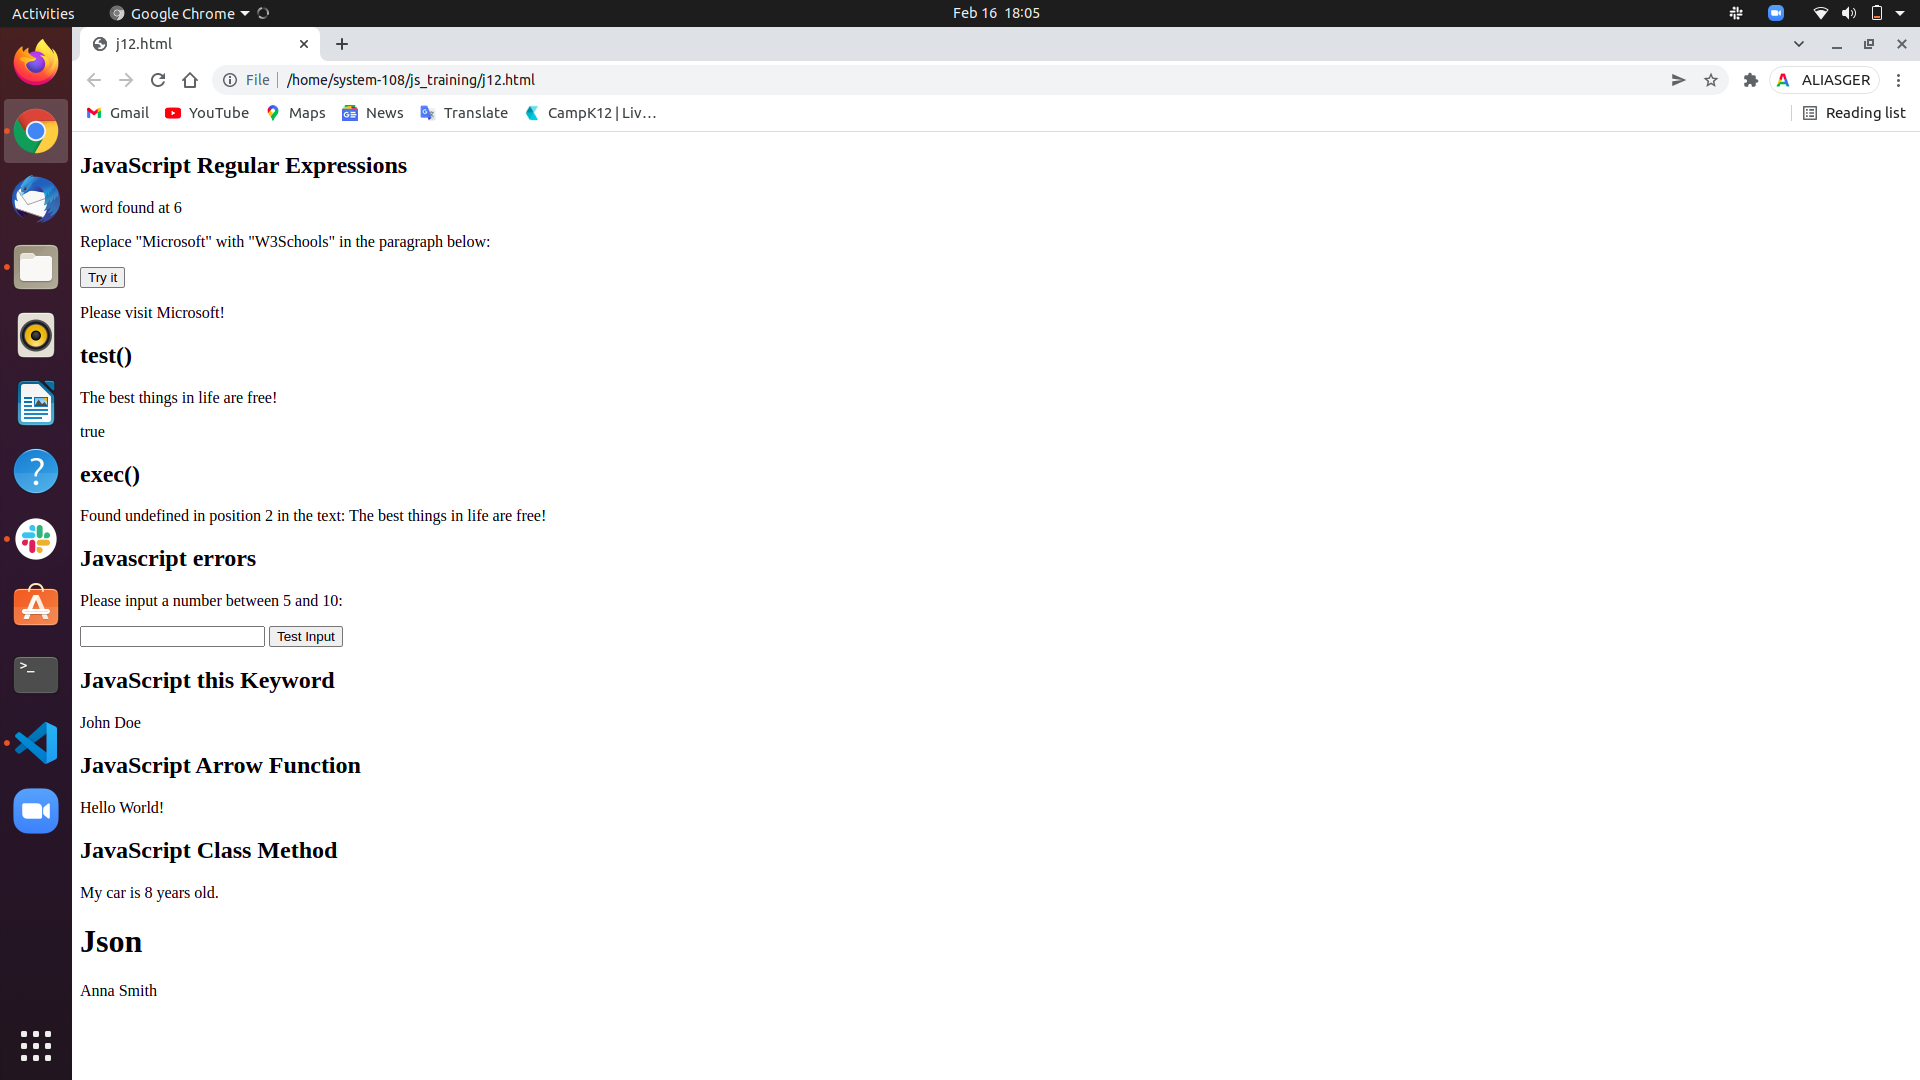 Activities Google Chrome Feb 16 18:05
j12.html
File /home/system-108/js_training/j12.html ALIASGER
Gmail YouTube Maps News Translate CampK12 | Liv… Reading list
JavaScript Regular Expressions
word found at 6
Replace "Microsoft" with "W3Schools" in the paragraph below:
Try it
Please visit Microsoft!
test()
The best things in life are free!
true
exec()
Found undefined in position 2 in the text: The best things in life are free!
Javascript errors
Please input a number between 5 and 10:
Test Input
JavaScript this Keyword
John Doe
JavaScript Arrow Function
Hello World!
JavaScript Class Method
My car is 8 years old.
Json
Anna Smith